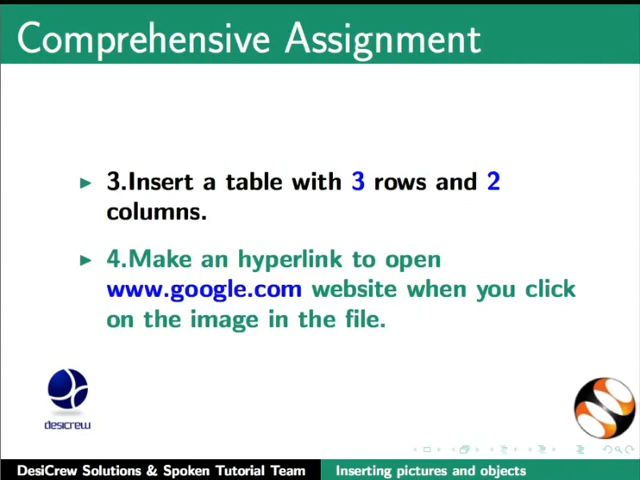 Comprehensive Assignment
3.Insert a table with 3 rows and 2
columns.
4.Make an hyperlink to open
www.google.com website when you click
on the image in the file.
desicrew
DesiCrew Solutions & Spoken Tutorial Team
Inserting pictures and objects